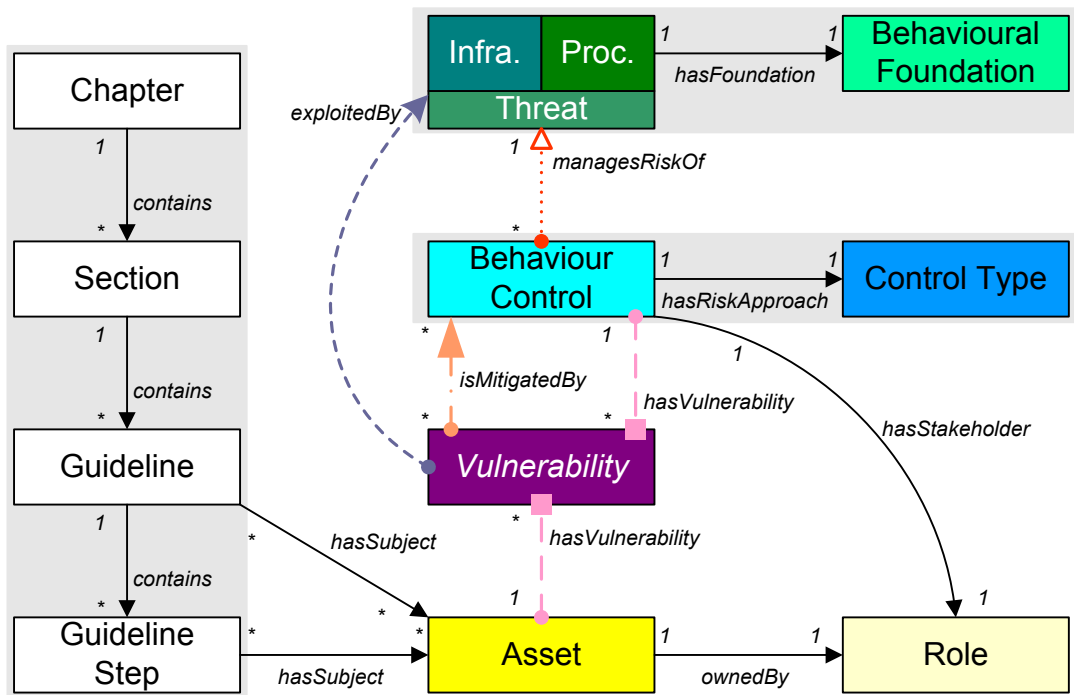 Infra.
Proc.
Threat
1
hasFoundation
1
Behavioural
Foundation
Chapter
exploitedBy
1
contains
*
1
managesRiskOf
*
Section
Behaviour
Control
1
hasRiskApproach
1
Control Type
1
contains
*
*
isMitigatedBy
*
1
hasVulnerability
*
1
hasStakeholder
1
Guideline
Vulnerability
1
contains
*
*
hasSubject
*
*
hasVulnerability
1
Guideline
Step
*
hasSubject
*
Asset
1
ownedBy
1
Role